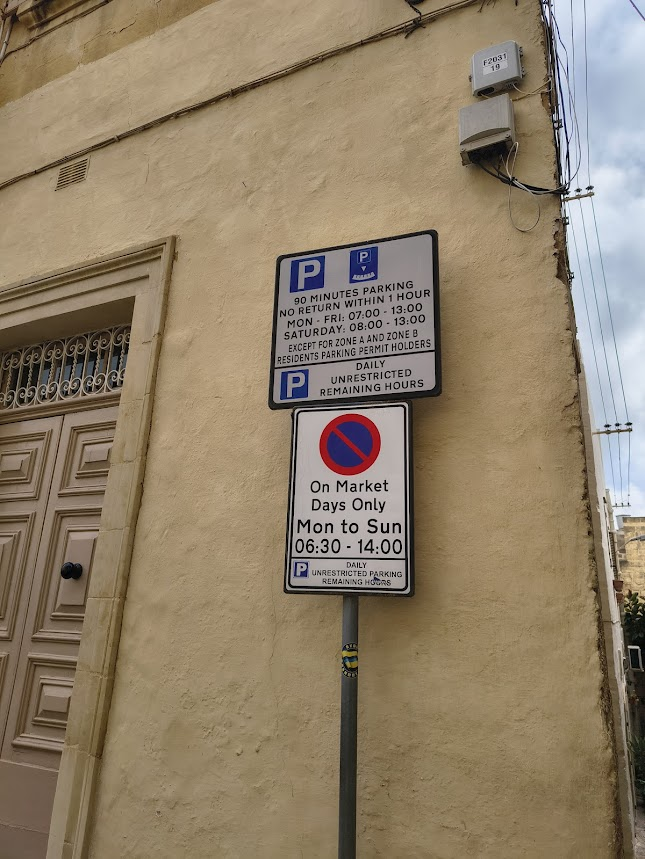 F2031
19
P P
90 MINUTES PARKING
NO RETURN WITHIN 1 HOUR
MON - FRI: 07:00 - 13:00
SATURDAY: 08:00 - 13:00
EXCEPT FOR ZONE A AND ZONE B
RESIDENTS PARKING PERMIT HOLDERS
P DAILY
UNRESTRICTED
REMAINING HOURS
On Market
Days Only
Mon to Sun
06:30 - 14:00
P DAILY
UNRESTRICTED PARKING
REMAINING HOURS